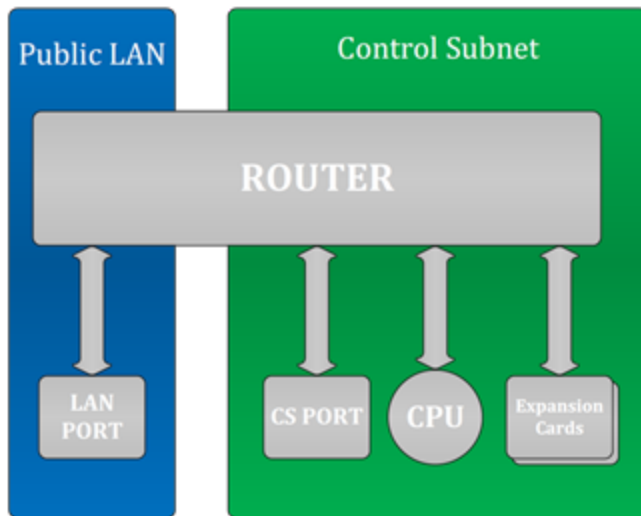 Public LAN
Control Subnet
ROUTER
LAN
PORT
CS PORT
CPU
Expansion
Cards